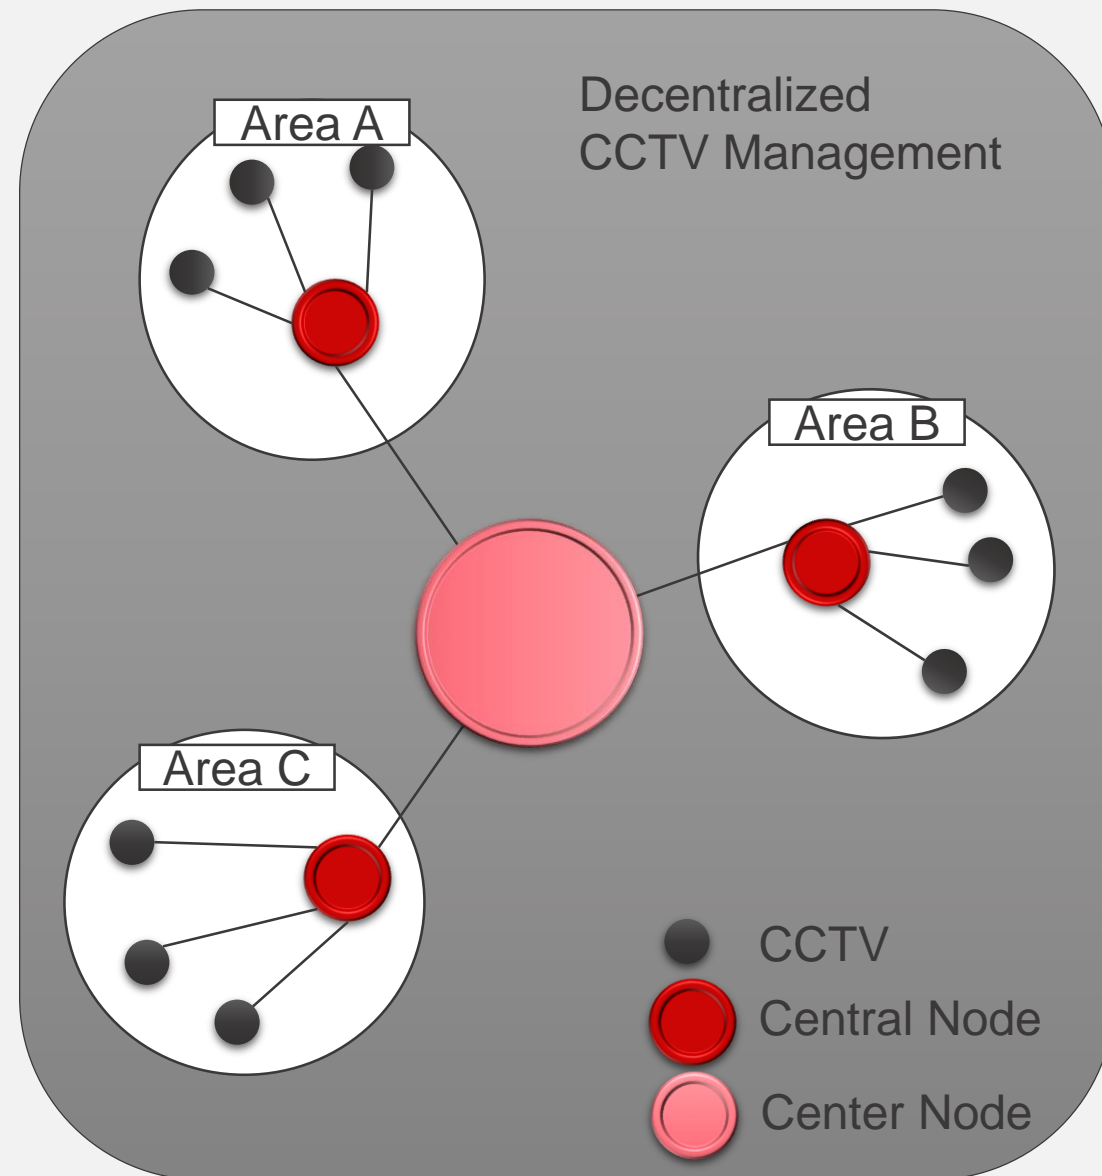 Decentralized
CCTV Management
Area A
Area B
Area C
CCTV
Central Node
Center Node